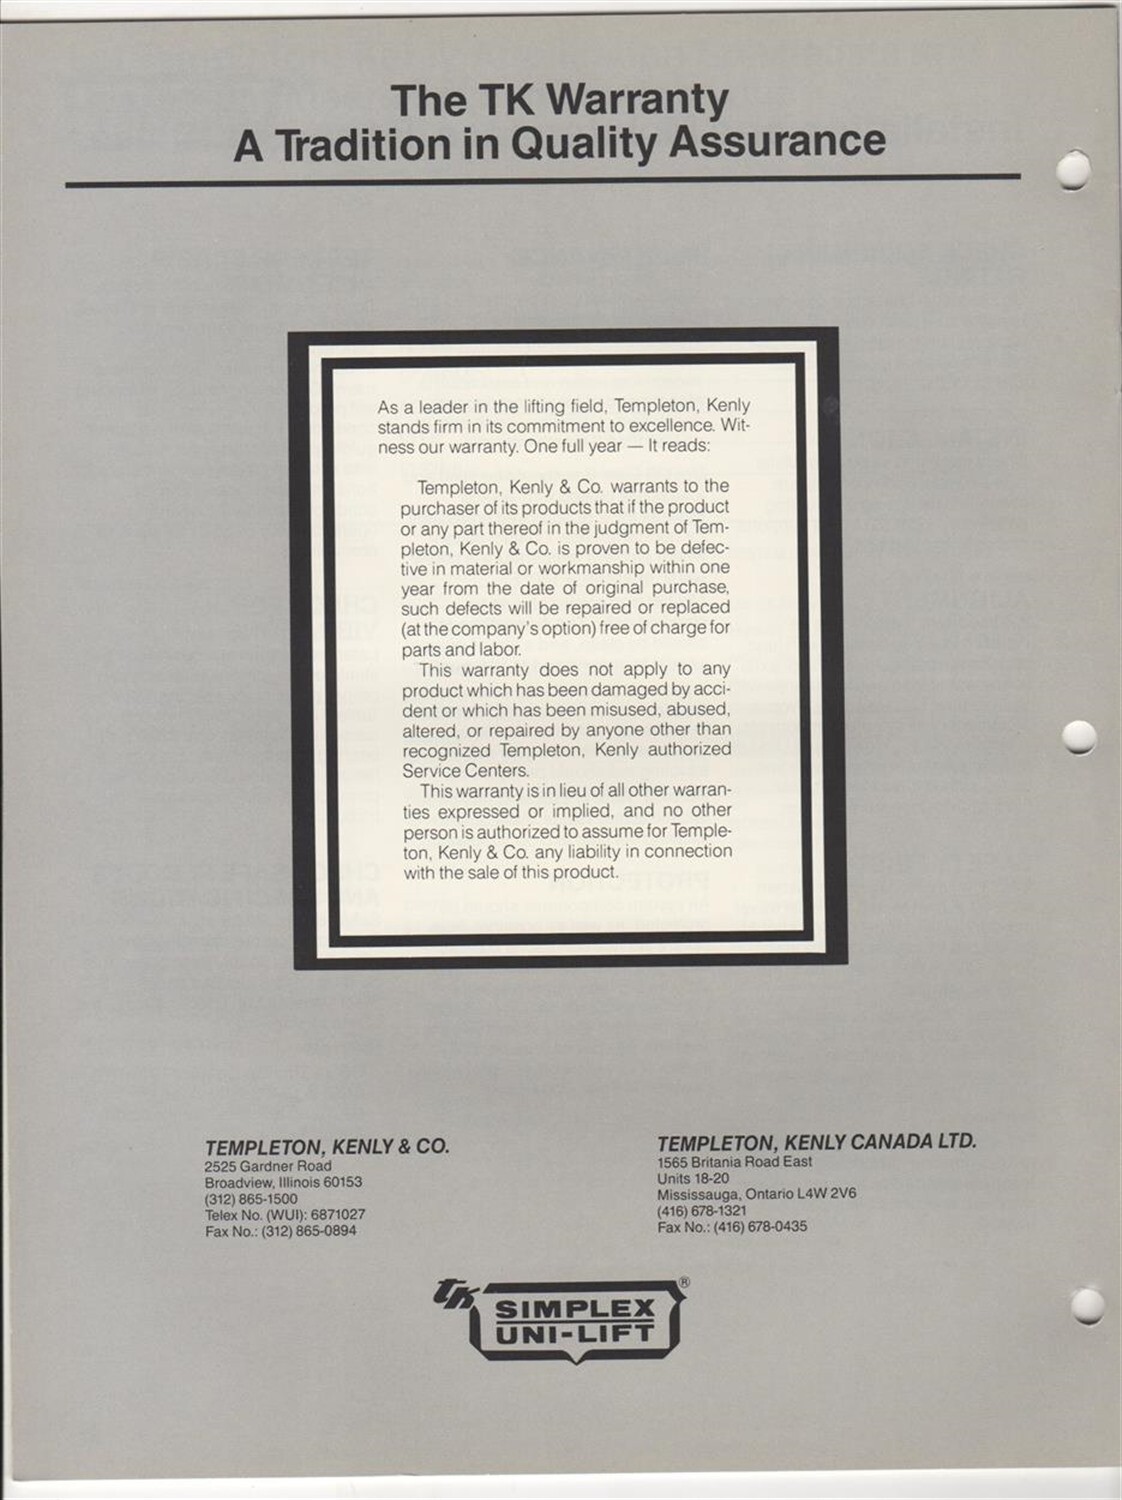 The TK Warranty
A Tradition in Quality Assurance
As a leader in the lifting field, Templeton, Kenly
stands firm in its commitment to excellence. Wit-
ness our warranty. One full year — It reads:
Templeton, Kenly & Co. warrants to the
purchaser of its products that if the product
or any part thereof in the judgment of Tem-
pleton, Kenly & Co. is proven to be defec-
tive in material or workmanship within one
year from the date of original purchase,
such defects will be repaired or replaced
(at the company's option) free of charge for
parts and labor.
This warranty does not apply to any
product which has been damaged by acci-
dent or which has been misused, abused,
altered, or repaired by anyone other than
recognized Templeton, Kenly authorized
Service Centers.
This warranty is in lieu of all other warran-
ties expressed or implied, and no other
person is authorized to assume for Temple-
ton, Kenly & Co. any liability in connection
with the sale of this product.
TEMPLETON, KENLY & CO.
2525 Gardner Road
Broadview, Illinois 60153
(312) 865-1500
Telex No. (WUI): 6871027
Fax No.: (312) 865-0894
TEMPLETON, KENLY CANADA LTD.
1565 Britania Road East
Units 18-20
Mississauga, Ontario L4W 2V6
(416) 678-1321
Fax No.: (416) 678-0435
TK SIMPLEX ®
UNI-LIFT